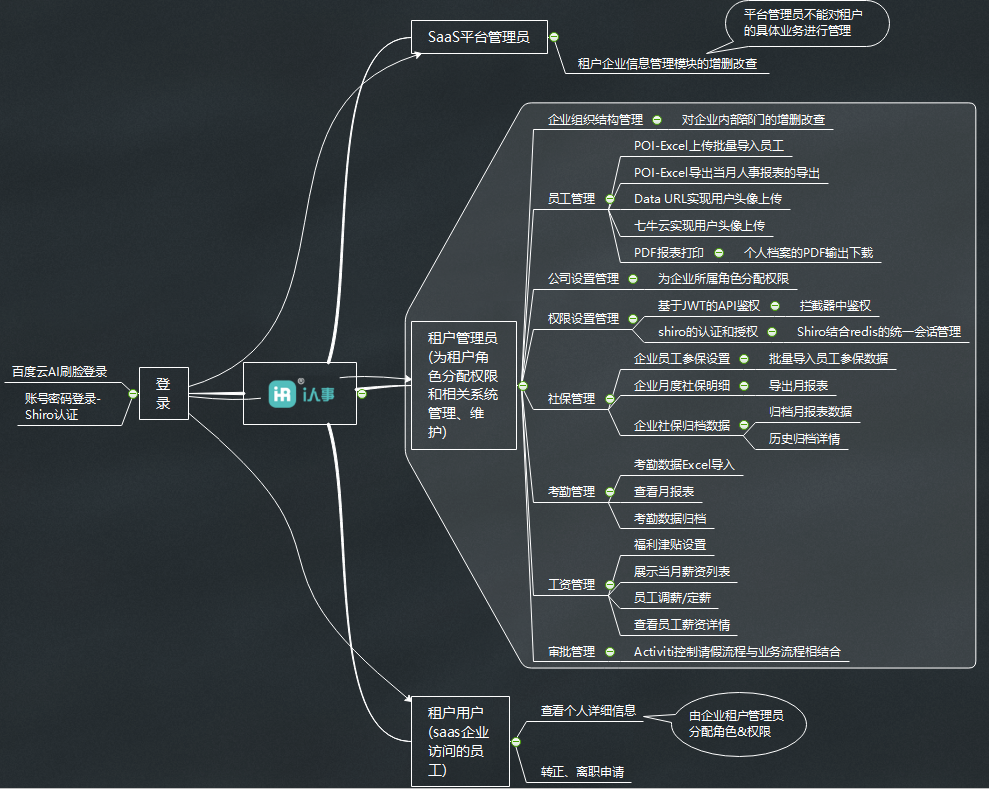 SaaS平台管理员
平台管理员不能对租户
的具体业务进行管理
租户企业信息管理模块的增删改查
企业组织结构管理
对企业内部部门的增删改查
员工管理
POI-Excel上传批量导入员工
POI-Excel导出当月人事报表的导出
Data URL实现用户头像上传
七牛云实现用户头像上传
PDF报表打印
个人档案的PDF输出下载
公司设置管理
为企业所属角色分配权限
权限设置管理
基于JWT的API鉴权
拦截器中鉴权
shiro的认证和授权
Shiro结合redis的统一会话管理
租户管理员
(为租户角
色分配权限
和相关系统
管理、维
护)
社保管理
企业员工参保设置
批量导入员工参保数据
企业月度社保明细
导出月报表
企业社保归档数据
归档月报表数据
历史归档详情
百度云AI刷脸登录
账号密码登录-
Shiro认证
登
录
i人事
®
考勤管理
考勤数据Excel导入
查看月报表
考勤数据归档
工资管理
福利津贴设置
展示当月薪资列表
员工调薪/定薪
查看员工薪资详情
审批管理
Activiti控制请假流程与业务流程相结合
租户用户
(saas企业
访问的员
工)
查看个人详细信息
由企业租户管理员
分配角色&权限
转正、离职申请